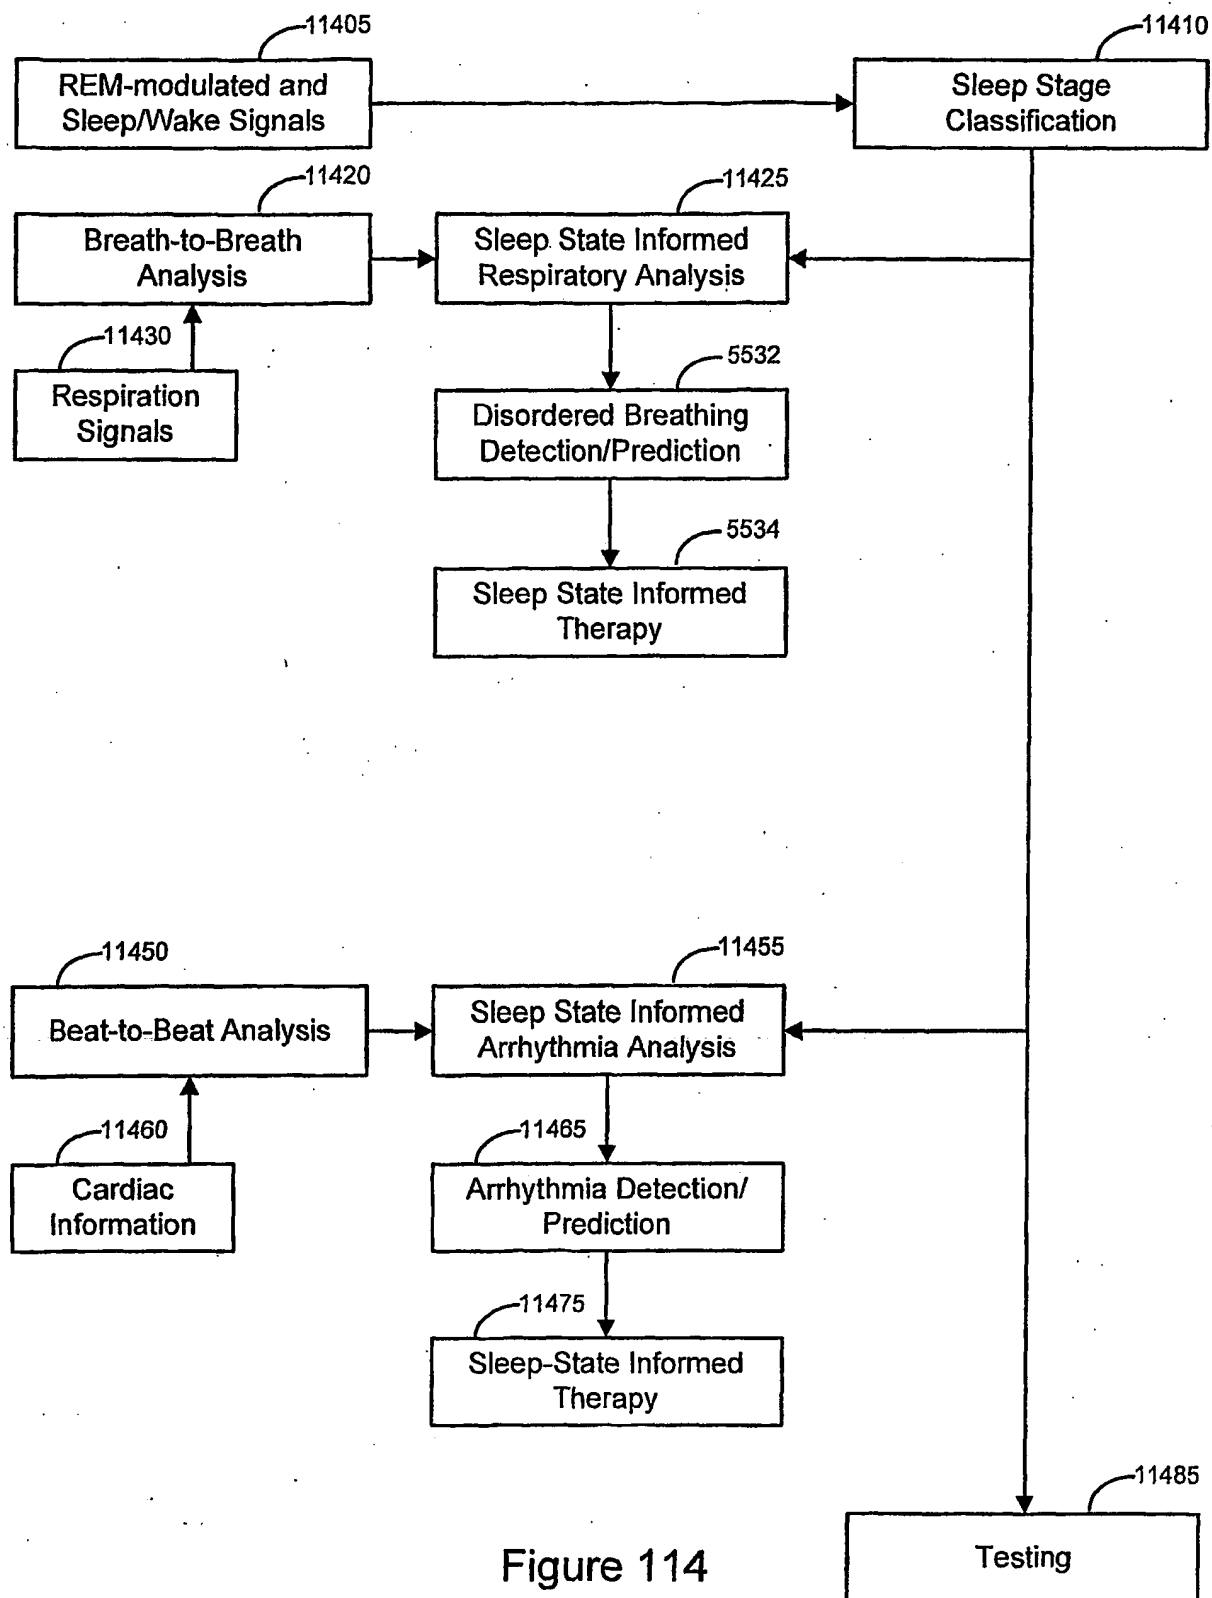 11405
11410
REM-modulated and
Sleep/Wake Signals
Sleep Stage
Classification
11420
11425
Breath-to-Breath
Analysis
Sleep State Informed
Respiratory Analysis
11430
Respiration
Signals
5532
Disordered Breathing
Detection/Prediction
5534
Sleep State Informed
Therapy
11450
11455
Beat-to-Beat Analysis
Sleep State Informed
Arrhythmia Analysis
11460
Cardiac
Information
11465
Arrhythmia Detection/
Prediction
11475
Sleep-State Informed
Therapy
11485
Testing
Figure 114